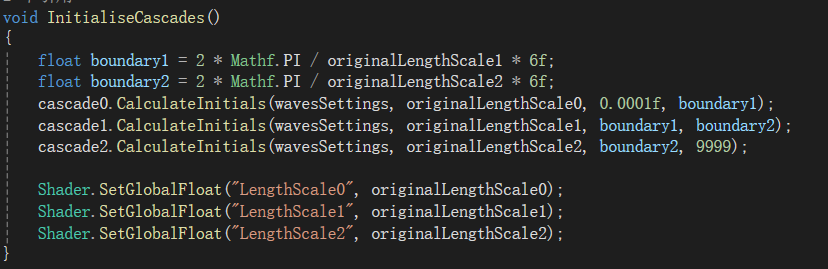 void InitialiseCascades()
{
    float boundary1 = 2 * Mathf.PI / originalLengthScale1 * 6f;
    float boundary2 = 2 * Mathf.PI / originalLengthScale2 * 6f;
    cascade0.CalculateInitials(wavesSettings, originalLengthScale0, 0.0001f, boundary1);
    cascade1.CalculateInitials(wavesSettings, originalLengthScale1, boundary1, boundary2);
    cascade2.CalculateInitials(wavesSettings, originalLengthScale2, boundary2, 9999);
    Shader.SetGlobalFloat("LengthScale0", originalLengthScale0);
    Shader.SetGlobalFloat("LengthScale1", originalLengthScale1);
    Shader.SetGlobalFloat("LengthScale2", originalLengthScale2);
}